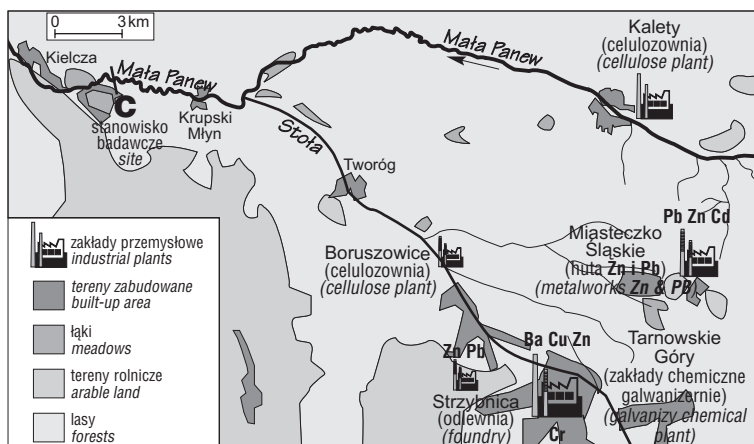 0 3 km
Kielcza
Mała Panew
C
stanowisko
badawcze
site
Krupski
Młyn
Stoła
Tworóg
Mała Panew
Kalety
(celulozownia)
(cellulose plant)
Boruszowice
(celulozownia)
(cellulose plant)
Pb Zn Cd
Miasteczko
Śląskie
(huta Zn i Pb)
(metalworks Zn & PB)
Zn Pb
Strzybnica
(odlewnia)
(foundry)
Ba Cu Zn
Cr
Tarnowskie
Góry
(zakłady chemiczne
galwanizernie)
(galvanizy chemical
plant)
zakłady przemysłowe
industrial plants
tereny zabudowane
built-up area
łąki
meadows
tereny rolnicze
arable land
lasy
forests